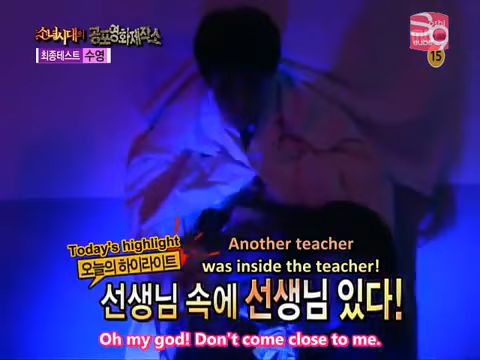 소녀시대의 공포영화제작소
최종테스트 수영
15
Today's highlight
오늘의 하이라이트
Another teacher
was inside the teacher!
선생님 속에 선생님 있다!
Oh my god! Don't come close to me.